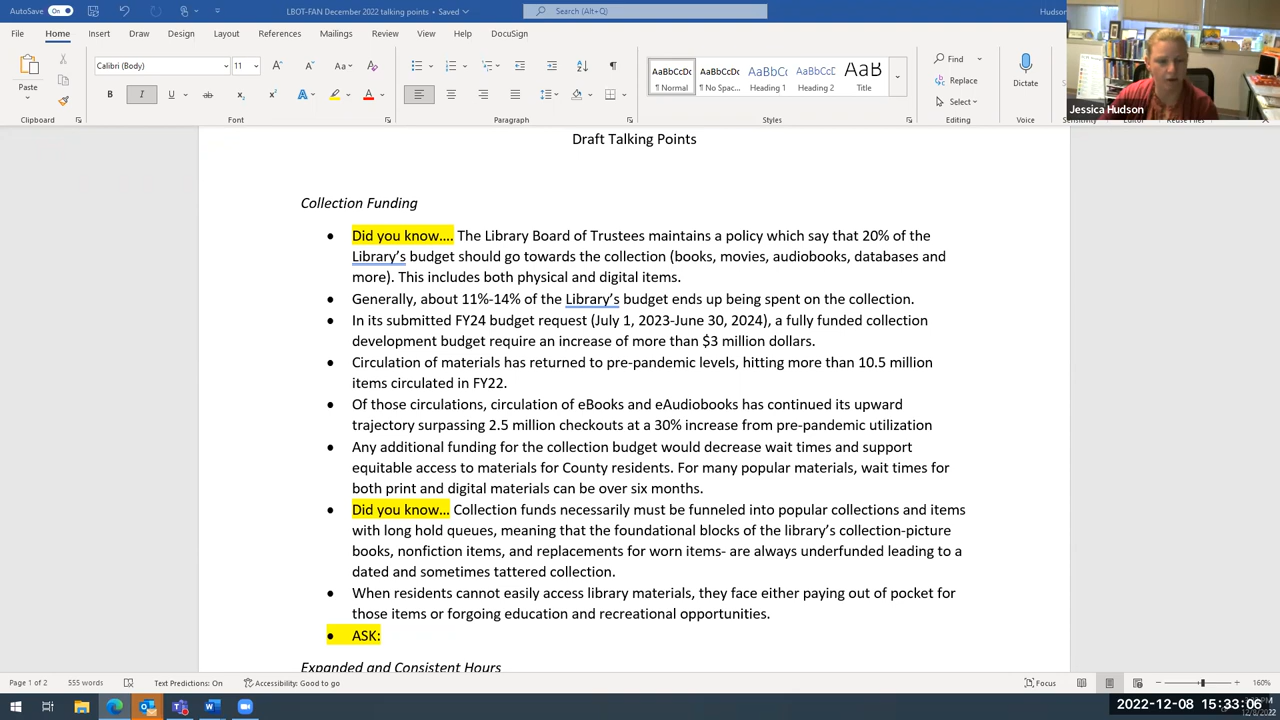 AutoSave On LBOT-FAN December 2022 talking points • Saved Search (Alt+Q) Hudson
File Home Insert Draw Design Layout References Mailings Review View Help DocuSign
Paste Calibri (Body) 11 Find Replace Select Dictate
AaBbCcDc AaBbCcDc AaBbCc AaBbCcD AaB
¶ Normal ¶ No Spac... Heading 1 Heading 2 Title
Clipboard Font Paragraph Styles Editing Voice
Jessica Hudson
Draft Talking Points
Collection Funding
• Did you know…. The Library Board of Trustees maintains a policy which say that 20% of the
Library's budget should go towards the collection (books, movies, audiobooks, databases and
more). This includes both physical and digital items.
• Generally, about 11%-14% of the Library's budget ends up being spent on the collection.
• In its submitted FY24 budget request (July 1, 2023-June 30, 2024), a fully funded collection
development budget require an increase of more than $3 million dollars.
• Circulation of materials has returned to pre-pandemic levels, hitting more than 10.5 million
items circulated in FY22.
• Of those circulations, circulation of eBooks and eAudiobooks has continued its upward
trajectory surpassing 2.5 million checkouts at a 30% increase from pre-pandemic utilization
• Any additional funding for the collection budget would decrease wait times and support
equitable access to materials for County residents. For many popular materials, wait times for
both print and digital materials can be over six months.
• Did you know… Collection funds necessarily must be funneled into popular collections and items
with long hold queues, meaning that the foundational blocks of the library's collection-picture
books, nonfiction items, and replacements for worn items- are always underfunded leading to a
dated and sometimes tattered collection.
• When residents cannot easily access library materials, they face either paying out of pocket for
those items or forgoing education and recreational opportunities.
• ASK:
Expanded and Consistent Hours
Page 1 of 2 555 words Text Predictions: On Accessibility: Good to go Focus 160%
2022-12-08 15:33:06